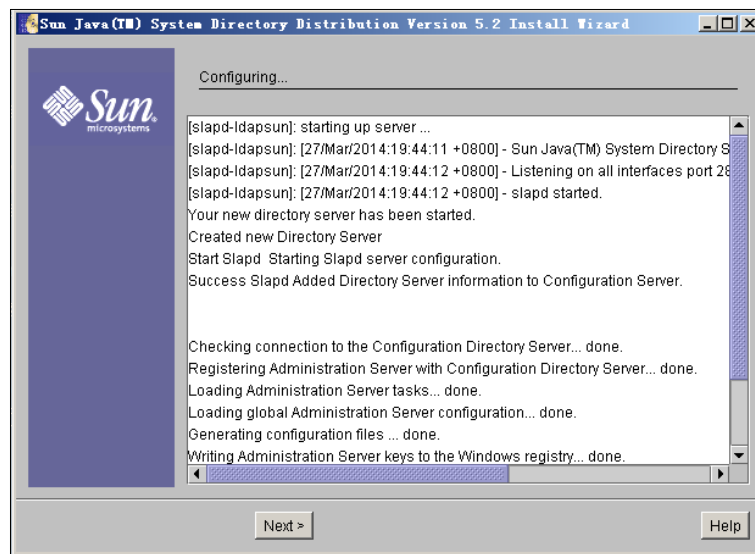 Sun Java(TM) System Directory Distribution Version 5.2 Install Wizard
Sun
microsystems
Configuring...
[slapd-ldapsun]: starting up server ...
[slapd-ldapsun]: [27/Mar/2014:19:44:11 +0800] - Sun Java(TM) System Directory S
[slapd-ldapsun]: [27/Mar/2014:19:44:12 +0800] - Listening on all interfaces port 28
[slapd-ldapsun]: [27/Mar/2014:19:44:12 +0800] - slapd started.
Your new directory server has been started.
Created new Directory Server
Start Slapd  Starting Slapd server configuration.
Success Slapd Added Directory Server information to Configuration Server.
Checking connection to the Configuration Directory Server... done.
Registering Administration Server with Configuration Directory Server... done.
Loading Administration Server tasks... done.
Loading global Administration Server configuration... done.
Generating configuration files ... done.
Writing Administration Server keys to the Windows registry... done.
Next >
Help